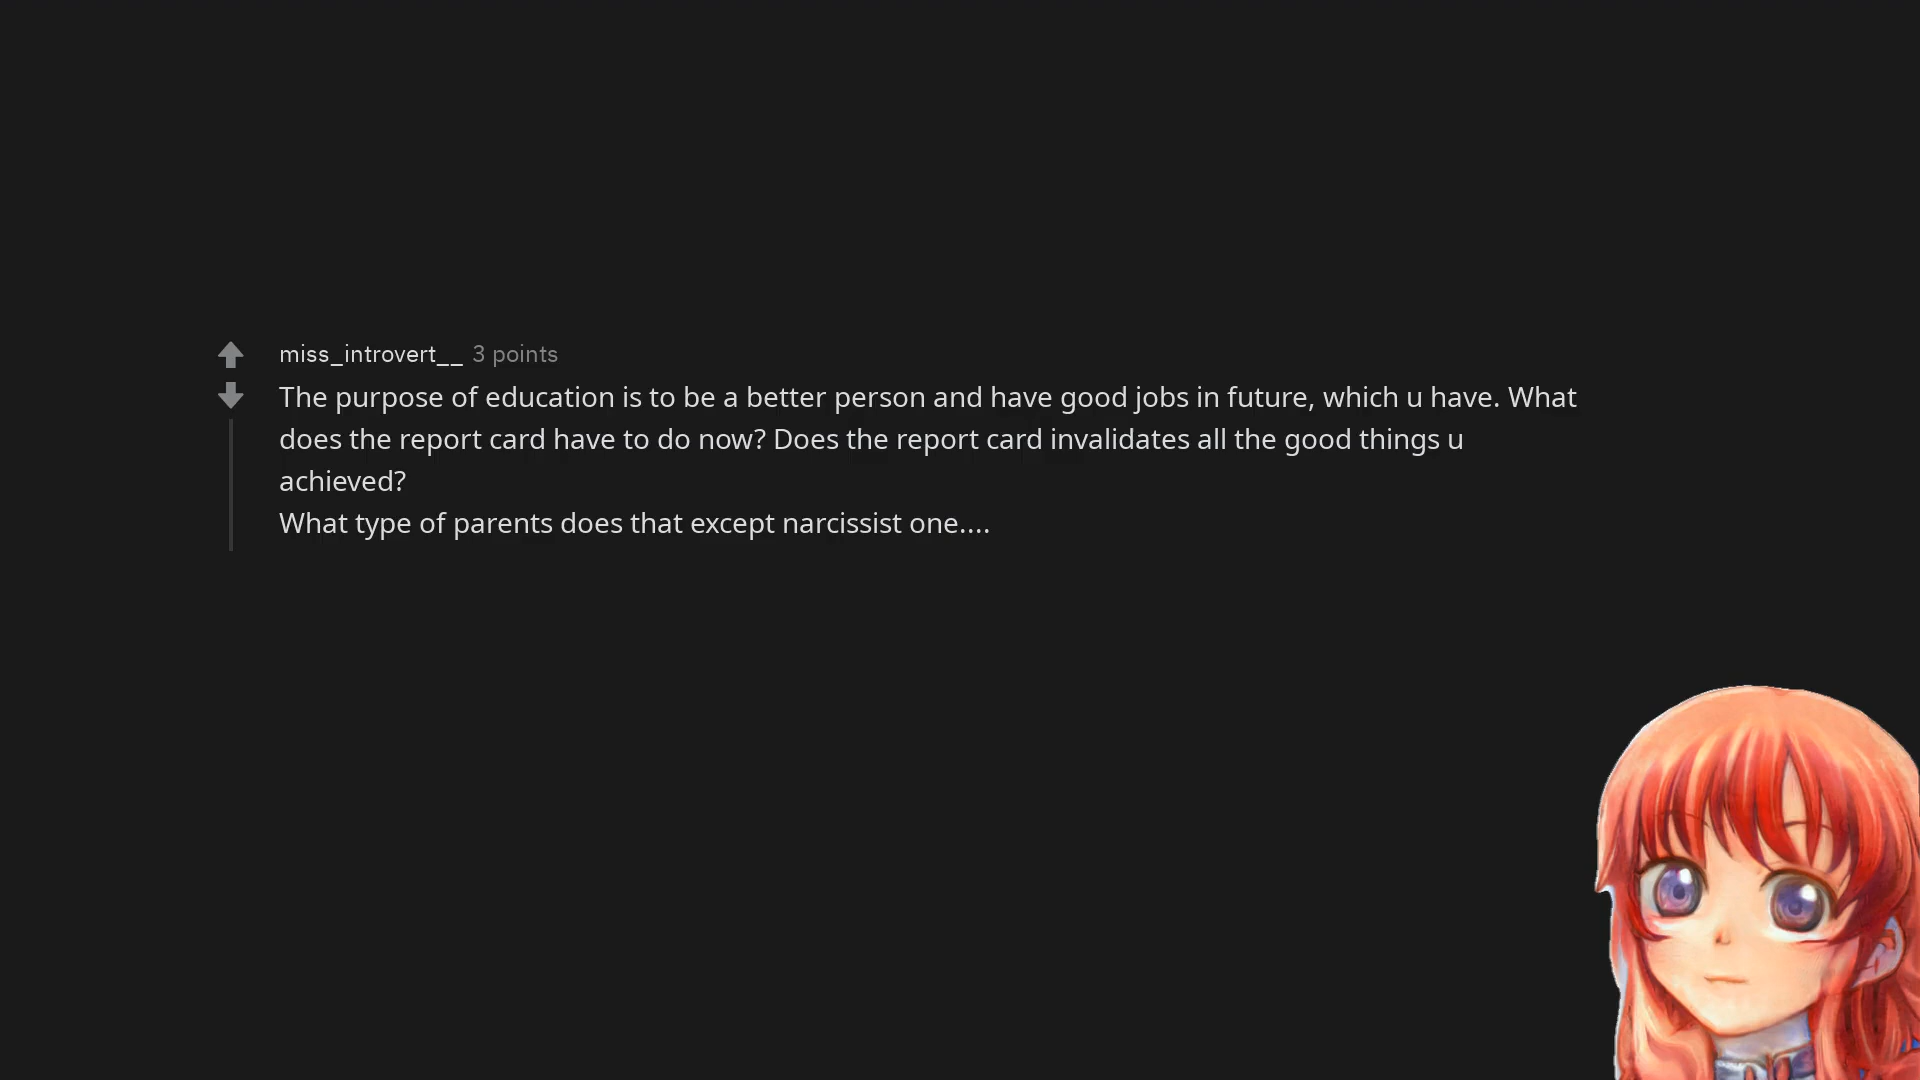 miss_introvert__ 3 points
The purpose of education is to be a better person and have good jobs in future, which u have. What
does the report card have to do now? Does the report card invalidates all the good things u
achieved?
What type of parents does that except narcissist one....